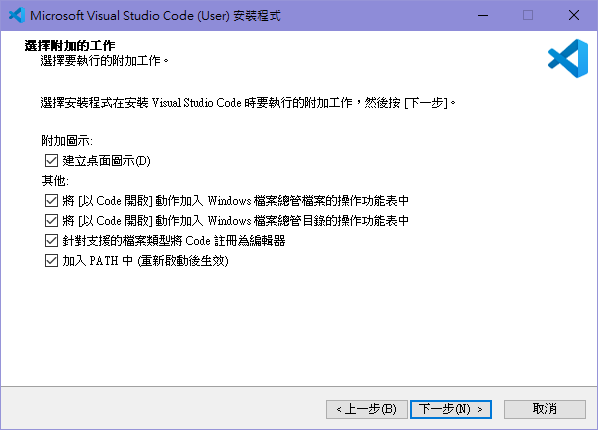 Microsoft Visual Studio Code (User) 安裝程式
選擇附加的工作
選擇要執行的附加工作。
選擇安裝程式在安裝 Visual Studio Code 時要執行的附加工作，然後按 [下一步]。
附加圖示:
建立桌面圖示(D)
其他:
將 [以 Code 開啟] 動作加入 Windows 檔案總管檔案的操作功能表中
將 [以 Code 開啟] 動作加入 Windows 檔案總管目錄的操作功能表中
針對支援的檔案類型將 Code 註冊為編輯器
加入 PATH 中 (重新啟動後生效)
< 上一步(B) 下一步(N) > 取消